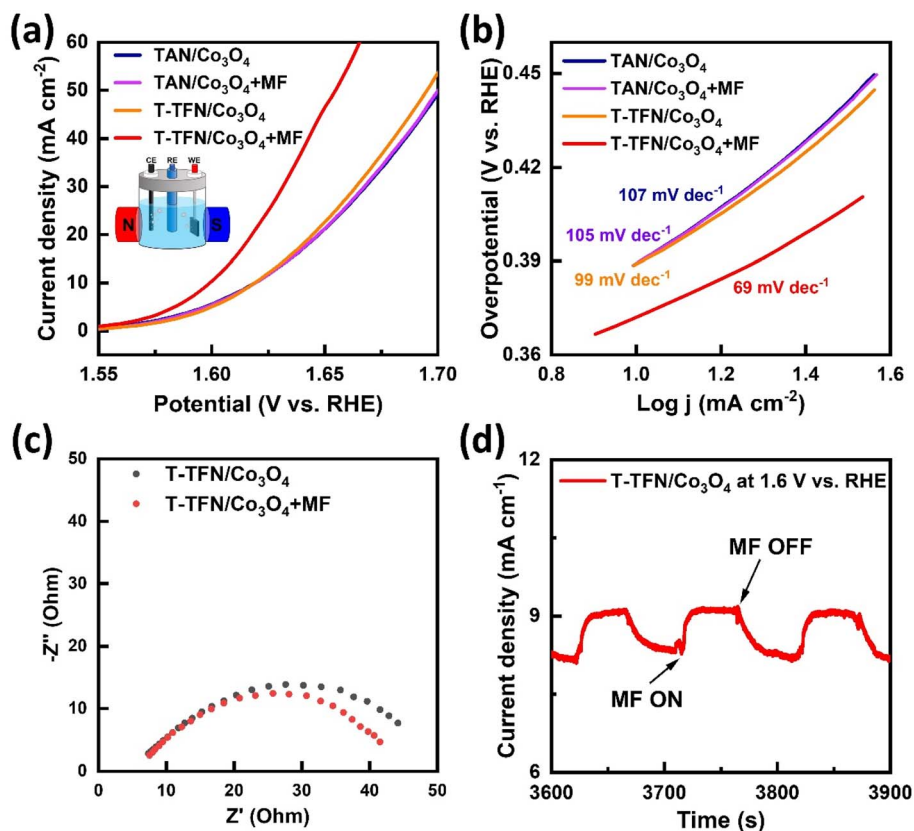 (a)
60
50
40
30
20
10
0
Current density (mA cm⁻²)
TAN/Co₃O₄
TAN/Co₃O₄+MF
T-TFN/Co₃O₄
T-TFN/Co₃O₄+MF
CE RE WE
N S
1.55 1.60 1.65 1.70
Potential (V vs. RHE)
(b)
0.45
0.42
0.39
0.36
Overpotential (V vs. RHE)
TAN/Co₃O₄
TAN/Co₃O₄+MF
T-TFN/Co₃O₄
T-TFN/Co₃O₄+MF
107 mV dec⁻¹
105 mV dec⁻¹
99 mV dec⁻¹
69 mV dec⁻¹
0.8 1.0 1.2 1.4 1.6
Log j (mA cm⁻²)
(c)
50
40
30
20
10
0
-Z'' (Ohm)
T-TFN/Co₃O₄
T-TFN/Co₃O₄+MF
0 10 20 30 40 50
Z' (Ohm)
(d)
12
9
6
Current density (mA cm⁻¹)
T-TFN/Co₃O₄ at 1.6 V vs. RHE
MF OFF
MF ON
3600 3700 3800 3900
Time (s)